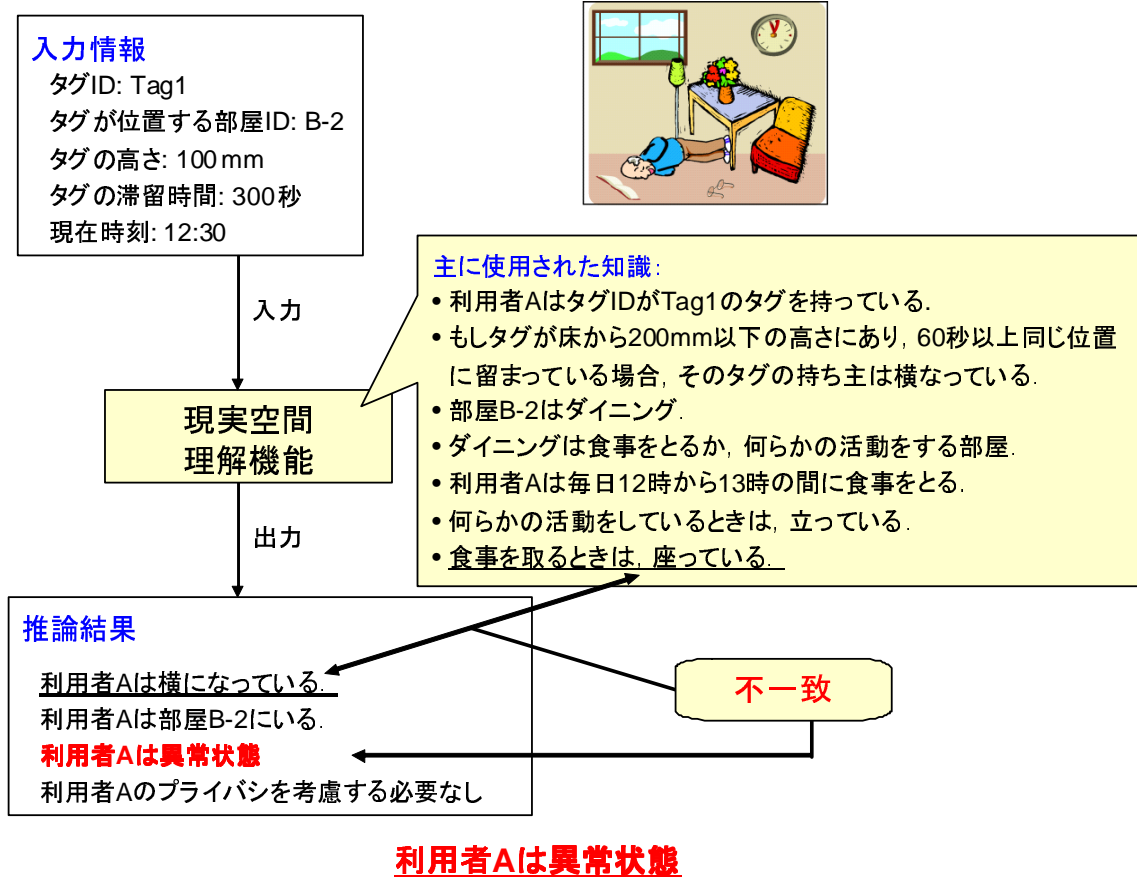 入力情報
タグID: Tag1
タグが位置する部屋ID: B-2
タグの高さ: 100mm
タグの滞留時間: 300秒
現在時刻: 12:30
入力
主に使用された知識:
• 利用者AはタグIDがTag1のタグを持っている.
• もしタグが床から200mm以下の高さにあり, 60秒以上同じ位置
に留まっている場合, そのタグの持ち主は横なっている.
• 部屋B-2はダイニング.
• ダイニングは食事をとるか, 何らかの活動をする部屋.
• 利用者Aは毎日12時から13時の間に食事をとる.
• 何らかの活動をしているときは, 立っている.
• 食事を取るときは, 座っている.
現実空間
理解機能
出力
推論結果
利用者Aは横になっている.
利用者Aは部屋B-2にいる.
利用者Aは異常状態
利用者Aのプライバシを考慮する必要なし
不一致
利用者Aは異常状態